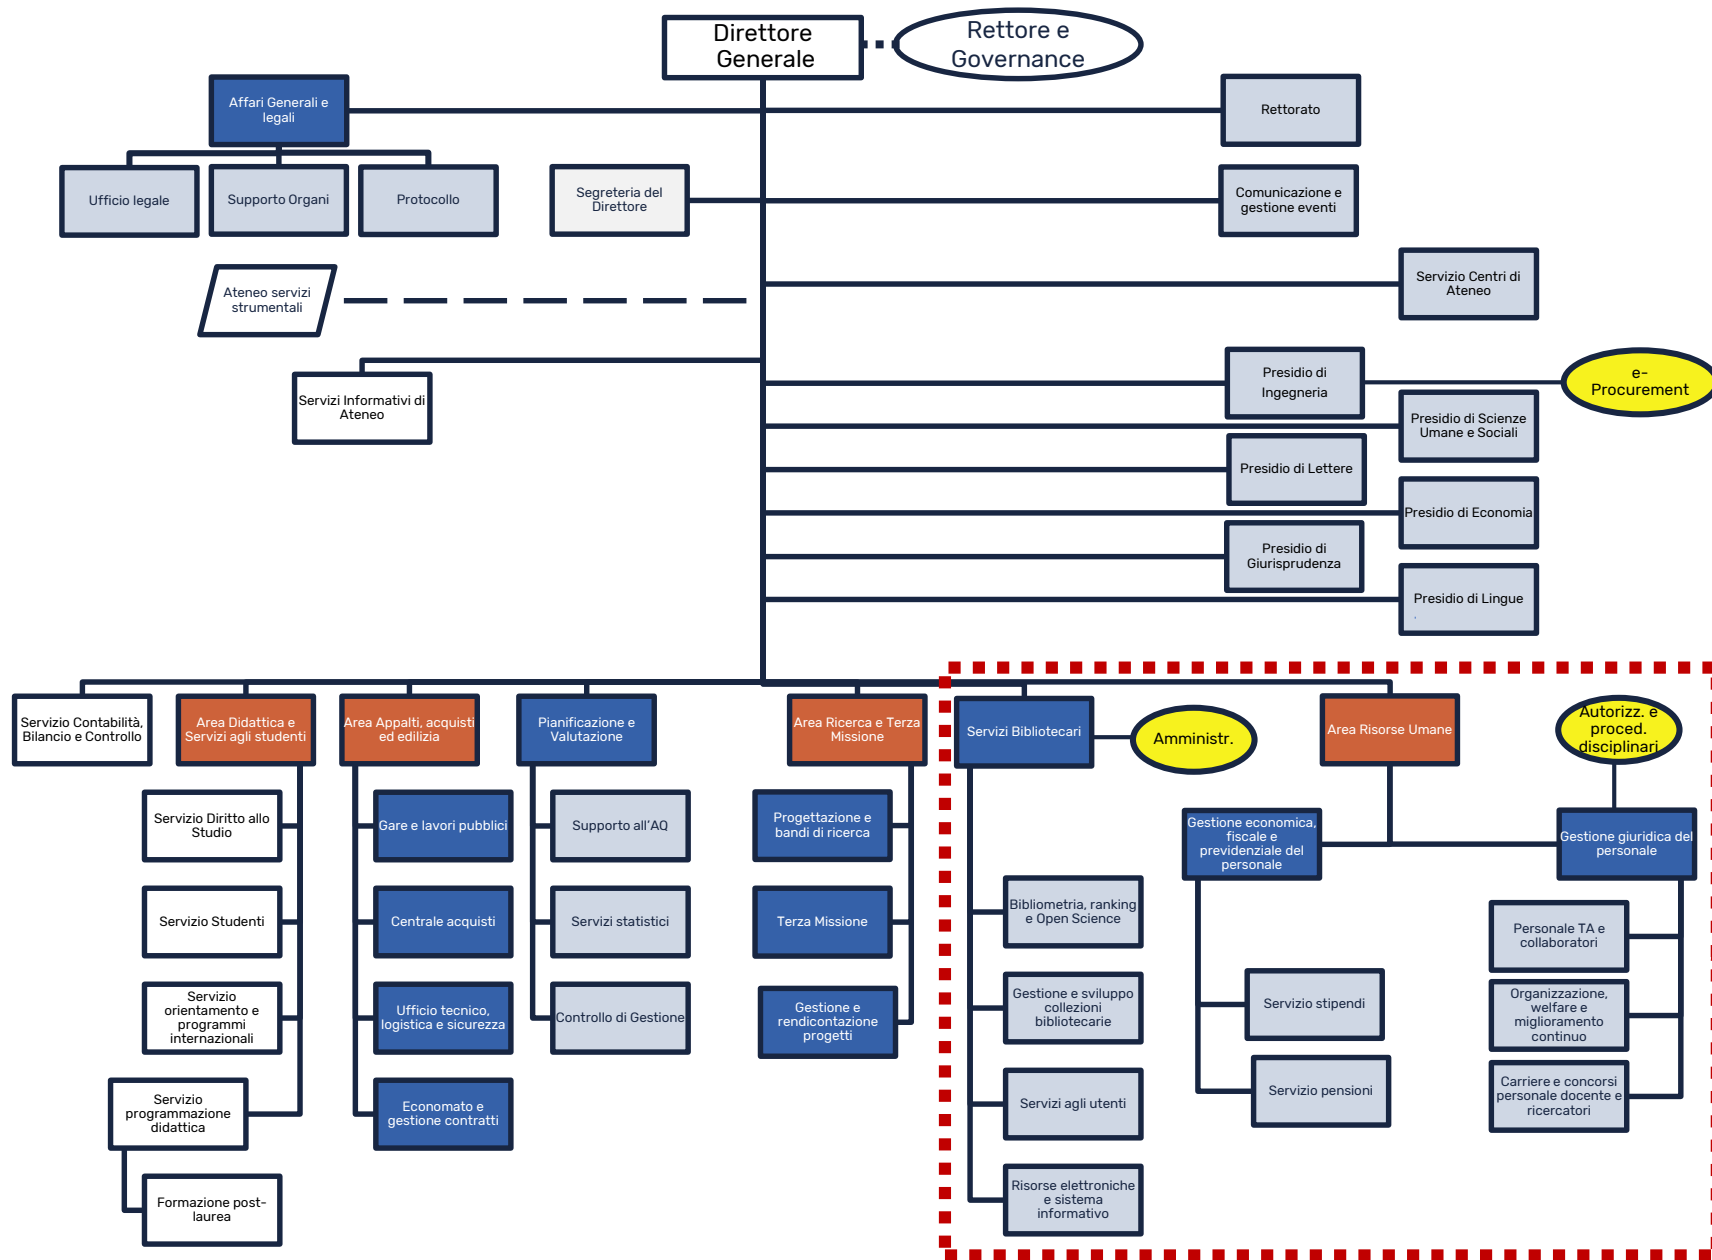 Direttore
Generale
Rettore e
Governance
Affari Generali e
legali
Rettorato
Ufficio legale
Supporto Organi
Protocollo
Segreteria del
Direttore
Comunicazione e
gestione eventi
Ateneo servizi
strumentali
Servizio Centri di
Ateneo
Servizi Informativi di
Ateneo
Presidio di
Ingegneria
e-
Procurement
Presidio di Scienze
Umane e Sociali
Presidio di Lettere
Presidio di Economia
Presidio di
Giurisprudenza
Presidio di Lingue
.
Servizio Contabilità,
Bilancio e Controllo
Area Didattica e
Servizi agli studenti
Area Appalti, acquisti
ed edilizia
Pianificazione e
Valutazione
Area Ricerca e Terza
Missione
Servizi Bibliotecari
Amministr.
Area Risorse Umane
Autorizz. e
proced.
disciplinari
Servizio Diritto allo
Studio
Servizio Studenti
Servizio
orientamento e
programmi
internazionali
Servizio
programmazione
didattica
Formazione post-
laurea
Gare e lavori pubblici
Centrale acquisti
Ufficio tecnico,
logistica e sicurezza
Economato e
gestione contratti
Supporto all'AQ
Servizi statistici
Controllo di Gestione
Progettazione e
bandi di ricerca
Terza Missione
Gestione e
rendicontazione
progetti
Bibliometria, ranking
e Open Science
Gestione e sviluppo
collezioni
bibliotecarie
Servizi agli utenti
Risorse elettroniche
e sistema
informativo
Gestione economica,
fiscale e
previdenziale del
personale
Servizio stipendi
Servizio pensioni
Gestione giuridica del
personale
Personale TA e
collaboratori
Organizzazione,
welfare e
miglioramento
continuo
Carriere e concorsi
personale docente e
ricercatori